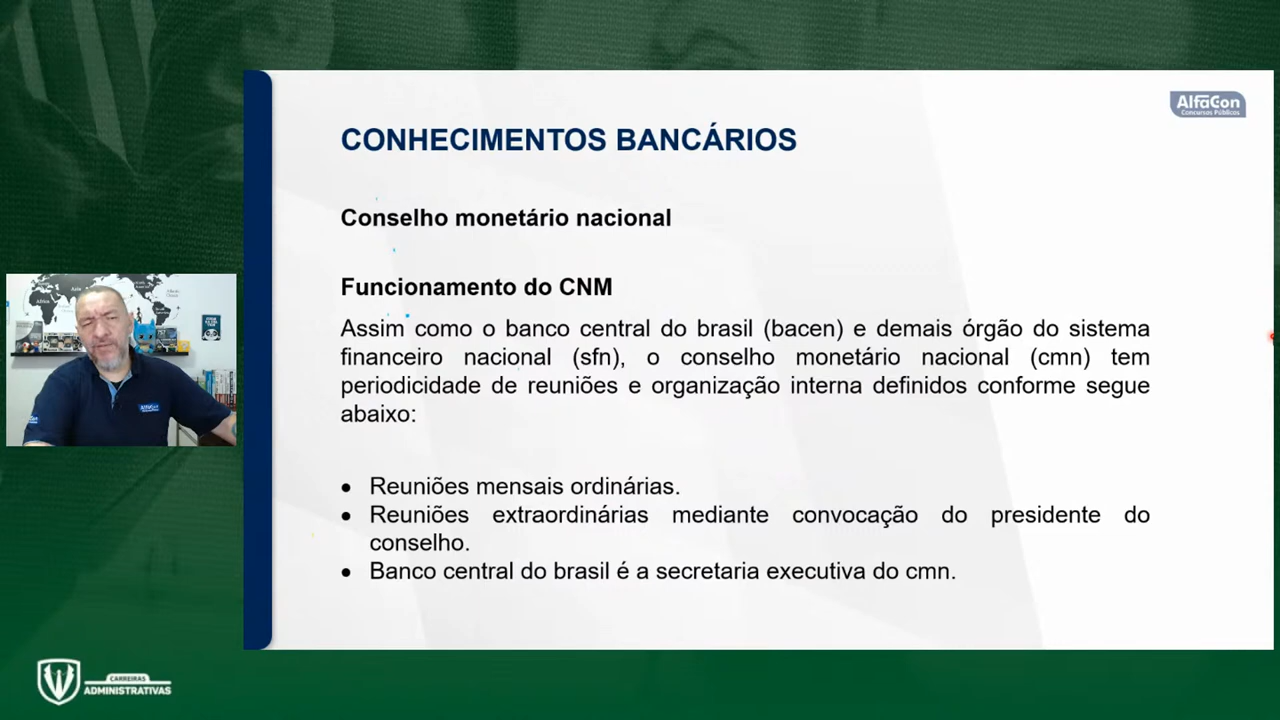 AlfaCon
Concursos Públicos
CONHECIMENTOS BANCÁRIOS
Conselho monetário nacional
Funcionamento do CNM
Assim como o banco central do brasil (bacen) e demais órgão do sistema
financeiro nacional (sfn), o conselho monetário nacional (cmn) tem
periodicidade de reuniões e organização interna definidos conforme segue
abaixo:
• Reuniões mensais ordinárias.
• Reuniões extraordinárias mediante convocação do presidente do
conselho.
• Banco central do brasil é a secretaria executiva do cmn.
Africa
Asia
AlfaCon
CARREIRAS
ADMINISTRATIVAS